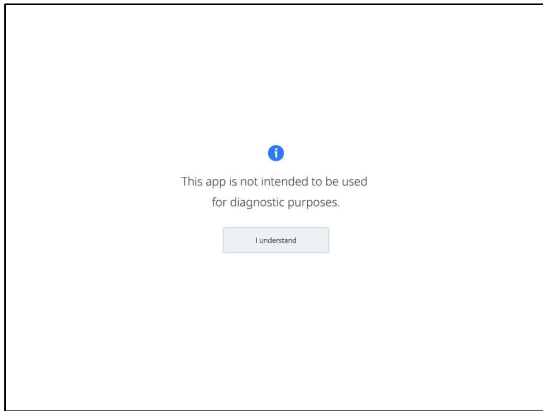 This app is not intended to be used
for diagnostic purposes.
I understand